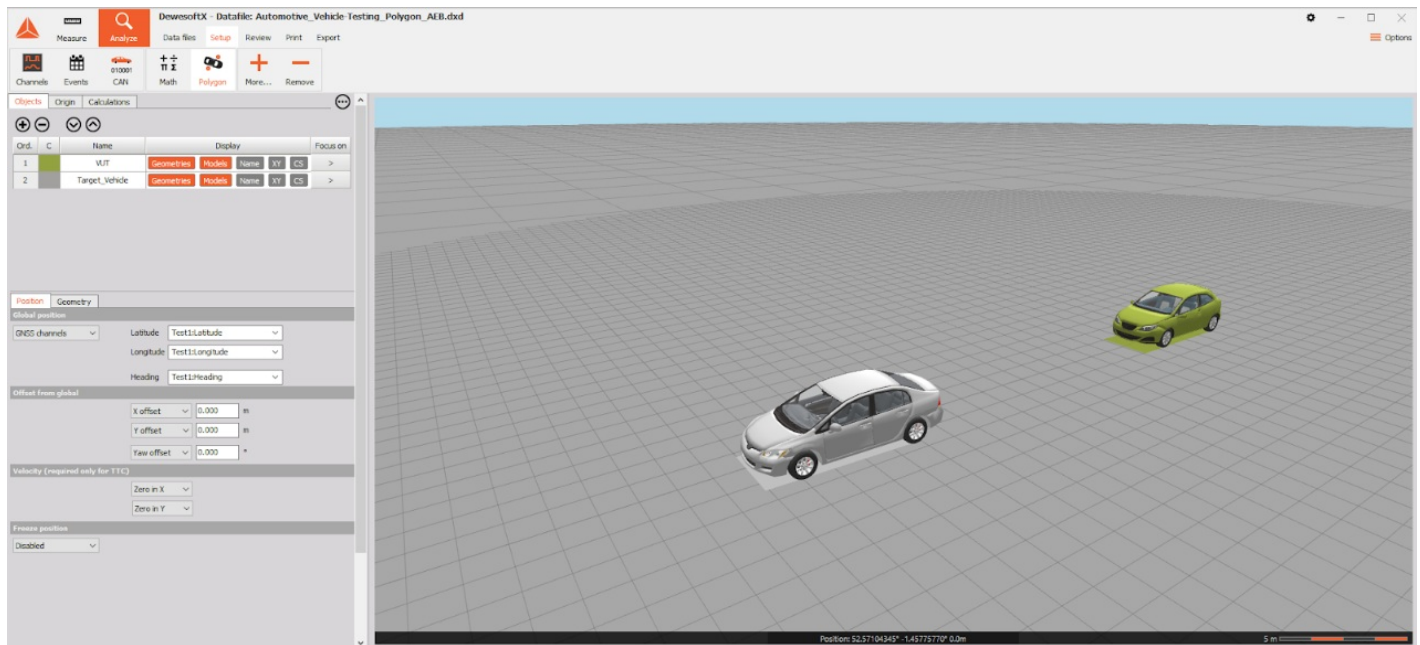 DewesoftX - Datafile: Automotive_Vehicle-Testing_Polygon_AEB.dxd
Measure Analyze Data files Setup Review Print Export Options
Channels Events CAN Math Polygon More... Remove
010001
Objects Origin Calculations
Ord. C Name Display Focus on
1 VUT Geometries Models Name XY CS >
2 Target_Vehicle Geometries Models Name XY CS >
Position Geometry
Global position
GNSS channels Latitude Test1:Latitude
Longitude Test1:Longitude
Heading Test1:Heading
Offset from global
X offset 0.000 m
Y offset 0.000 m
Yaw offset 0.000 °
Velocity (required only for TTC)
Zero in X
Zero in Y
Freeze position
Disabled
Position: 52.57104345° -1.45775770° 0.0m 5 m